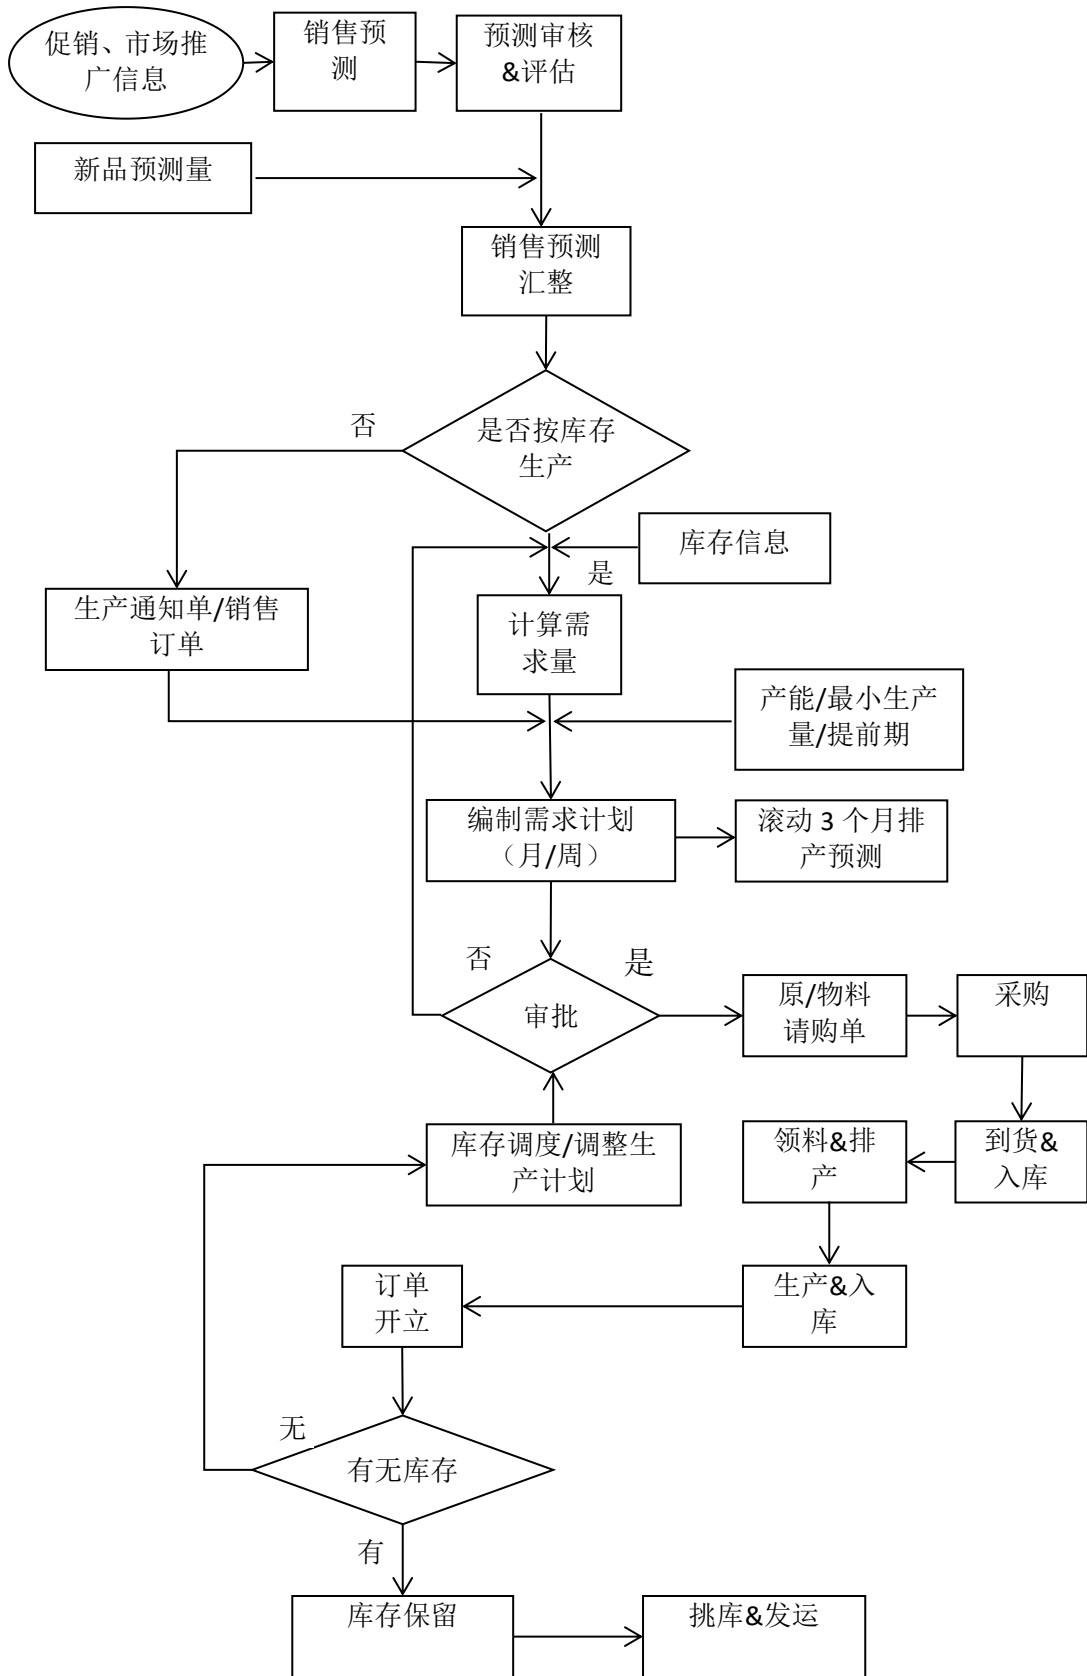 促销、市场推
广信息
销售预
测
预测审核
&评估
新品预测量
销售预测
汇整
否
是否按库存
生产
库存信息
是
生产通知单/销售
订单
计算需
求量
产能/最小生产
量/提前期
编制需求计划
（月/周）
滚动 3 个月排
产预测
否
是
审批
原/物料
请购单
采购
库存调度/调整生
产计划
领料&排
产
到货&
入库
订单
开立
生产&入
库
无
有无库存
有
库存保留
挑库&发运